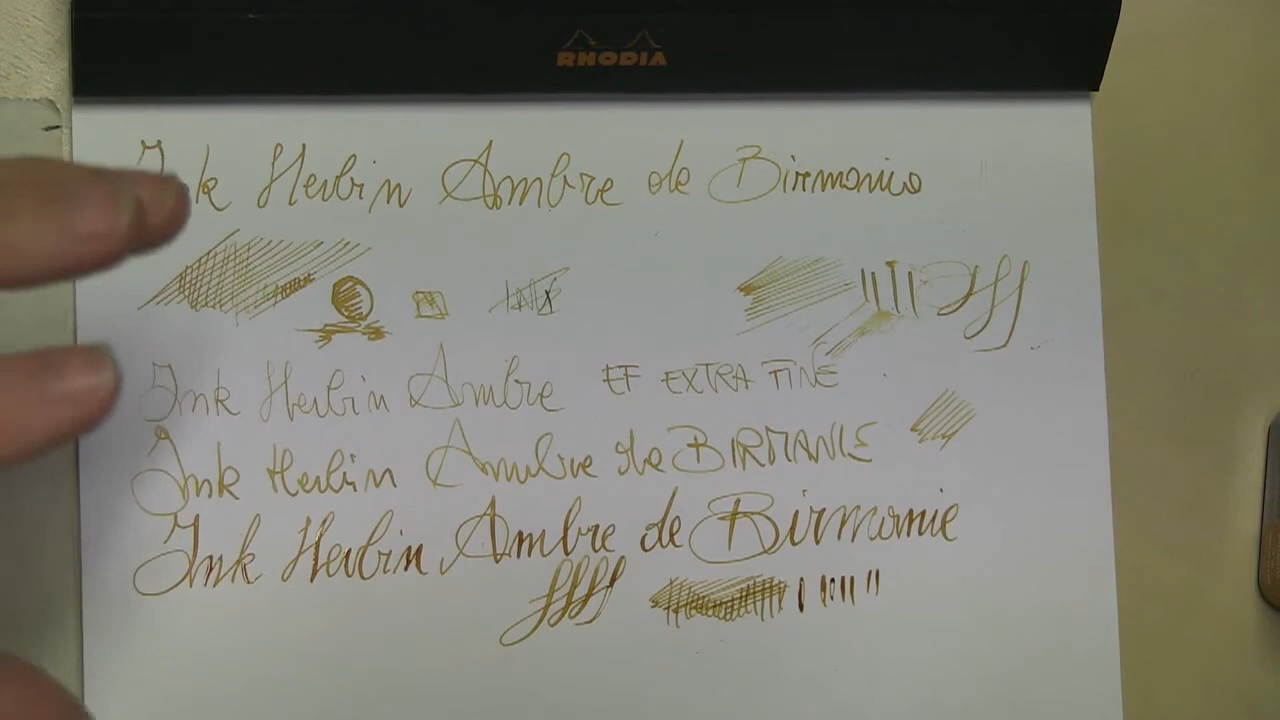 RHODIA
Ink Herbin Ambre de Birmanie
INK
Ink Herbin Ambre EF EXTRA FINE
Ink Herbin Ambre de BIRMANIE
Ink Herbin Ambre de Birmanie